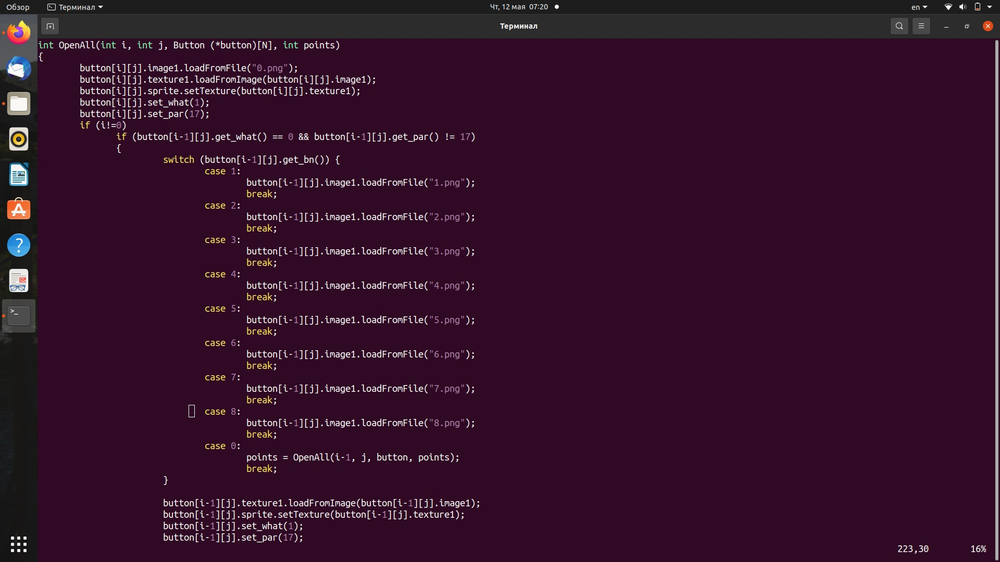 Обзор
Терминал
Чт, 12 мая 07:20
en
Терминал
int OpenAll(int i, int j, Button (*button)[N], int points)
{
button[i][j].image1.loadFromFile("0.png");
button[i][j].texture1.loadFromImage(button[i][j].image1);
button[i][j].sprite.setTexture(button[i][j].texture1);
button[i][j].set_what(1);
button[i][j].set_par(17);
if (i!=0)
if (button[i-1][j].get_what() == 0 && button[i-1][j].get_par() != 17)
{
switch (button[i-1][j].get_bn()) {
case 1:
button[i-1][j].image1.loadFromFile("1.png");
break;
case 2:
button[i-1][j].image1.loadFromFile("2.png");
break;
case 3:
button[i-1][j].image1.loadFromFile("3.png");
break;
case 4:
button[i-1][j].image1.loadFromFile("4.png");
break;
case 5:
button[i-1][j].image1.loadFromFile("5.png");
break;
case 6:
button[i-1][j].image1.loadFromFile("6.png");
break;
case 7:
button[i-1][j].image1.loadFromFile("7.png");
break;
case 8:
button[i-1][j].image1.loadFromFile("8.png");
break;
case 0:
points = OpenAll(i-1, j, button, points);
break;
}
button[i-1][j].texture1.loadFromImage(button[i-1][j].image1);
button[i-1][j].sprite.setTexture(button[i-1][j].texture1);
button[i-1][j].set_what(1);
button[i-1][j].set_par(17);
223,30 16%